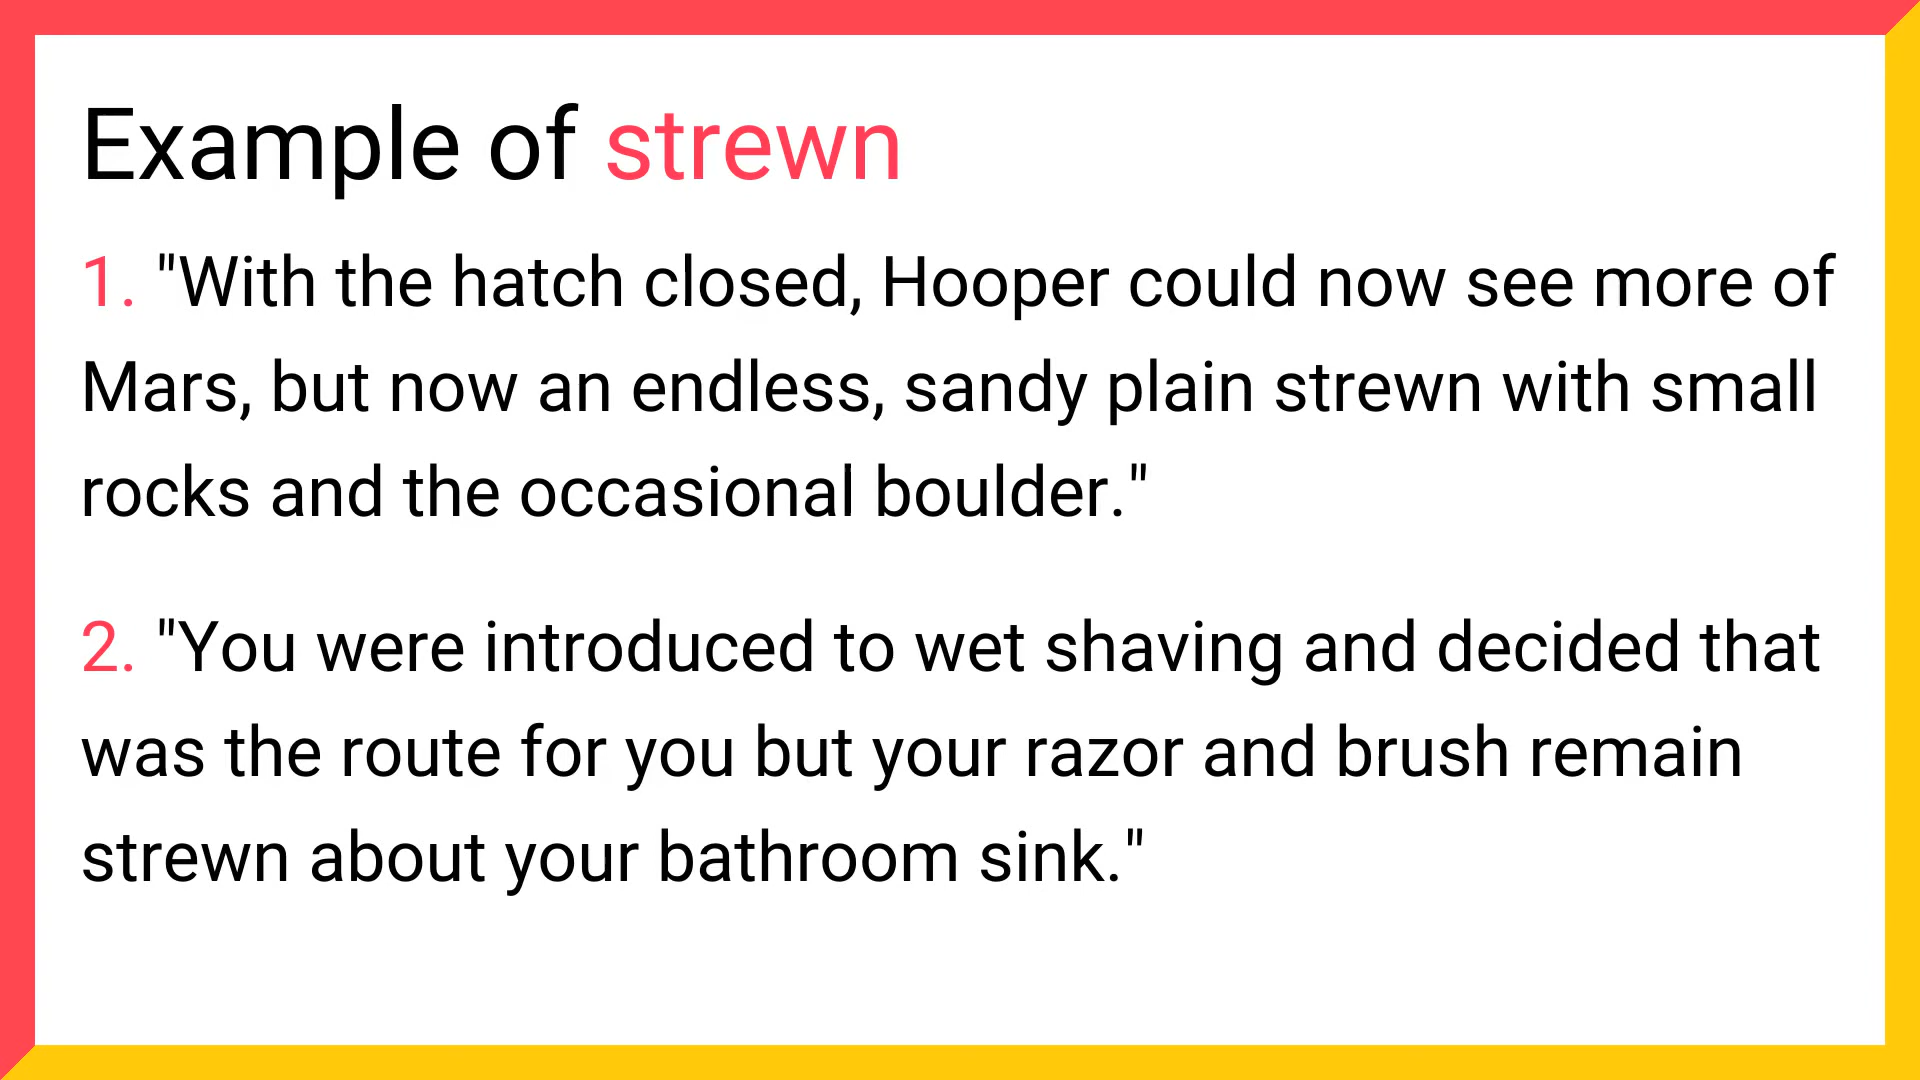 Example of strewn
1. "With the hatch closed, Hooper could now see more of
Mars, but now an endless, sandy plain strewn with small
rocks and the occasional boulder."
2. "You were introduced to wet shaving and decided that
was the route for you but your razor and brush remain
strewn about your bathroom sink."